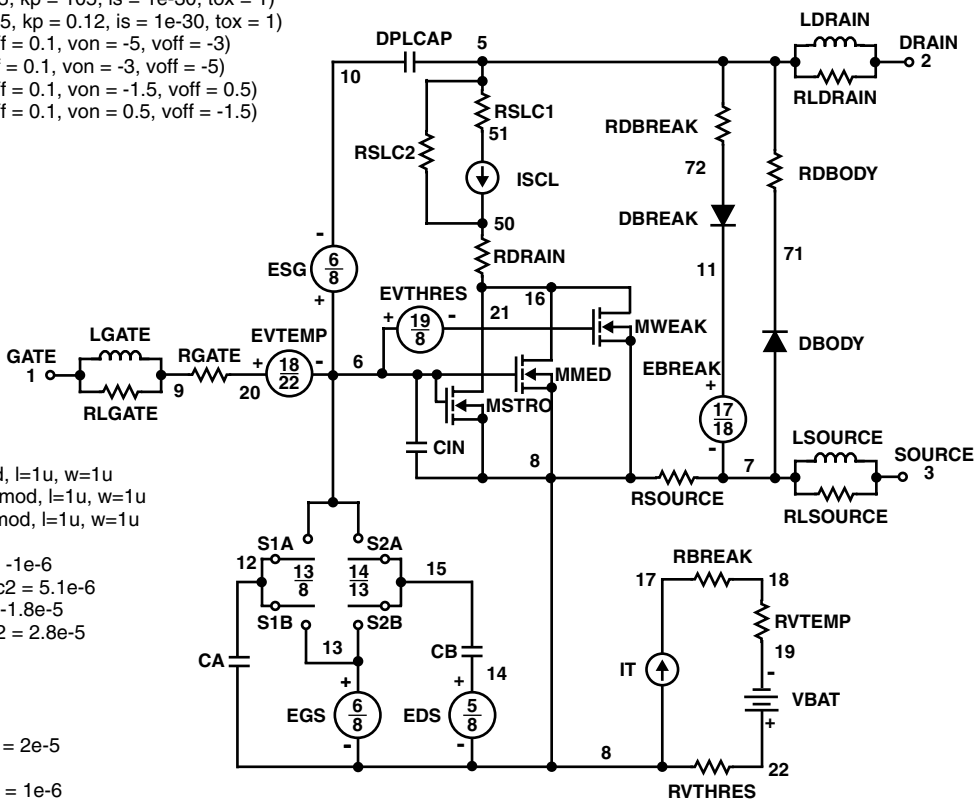 5, kp = 105, is = 1e-30, tox = 1)
5, kp = 0.12, is = 1e-30, tox = 1)
ff = 0.1, von = -5, voff = -3)
f = 0.1, von = -3, voff = -5)
ff = 0.1, von = -1.5, voff = 0.5)
ff = 0.1, von = 0.5, voff = -1.5)
DPLCAP
5
10
LDRAIN
DRAIN
2
RLDRAIN
RSLC1
51
RSLC2
ISCL
50
RDRAIN
RDBREAK
72
DBREAK
11
RDBODY
71
DBODY
-
ESG
6
8
+
EVTHRES
+
19
8
-
21
16
MWEAK
MMED
MSTRO
EBREAK
+
17
18
-
LGATE
GATE
1
RLGATE
9
RGATE
20
EVTEMP
+
18
22
-
6
CIN
8
RSOURCE
7
LSOURCE
SOURCE
3
RLSOURCE
d, l=1u, w=1u
mod, l=1u, w=1u
mod, l=1u, w=1u
-1e-6
c2 = 5.1e-6
-1.8e-5
2 = 2.8e-5
= 2e-5
= 1e-6
S1A
S2A
12
13
8
14
13
15
S1B
S2B
13
CA
CB
14
+
EGS
6
8
-
+
EDS
5
8
-
8
RBREAK
17
18
RVTEMP
19
IT
-
VBAT
+
22
RVTHRES